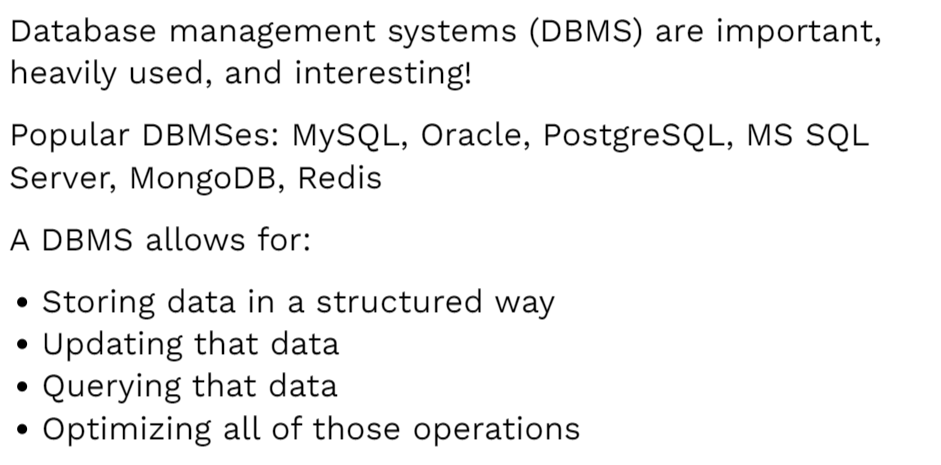 Database management systems (DBMS) are important,
heavily used, and interesting!
Popular DBMSes: MySQL, Oracle, PostgreSQL, MS SQL
Server, MongoDB, Redis
A DBMS allows for:
• Storing data in a structured way
• Updating that data
• Querying that data
• Optimizing all of those operations